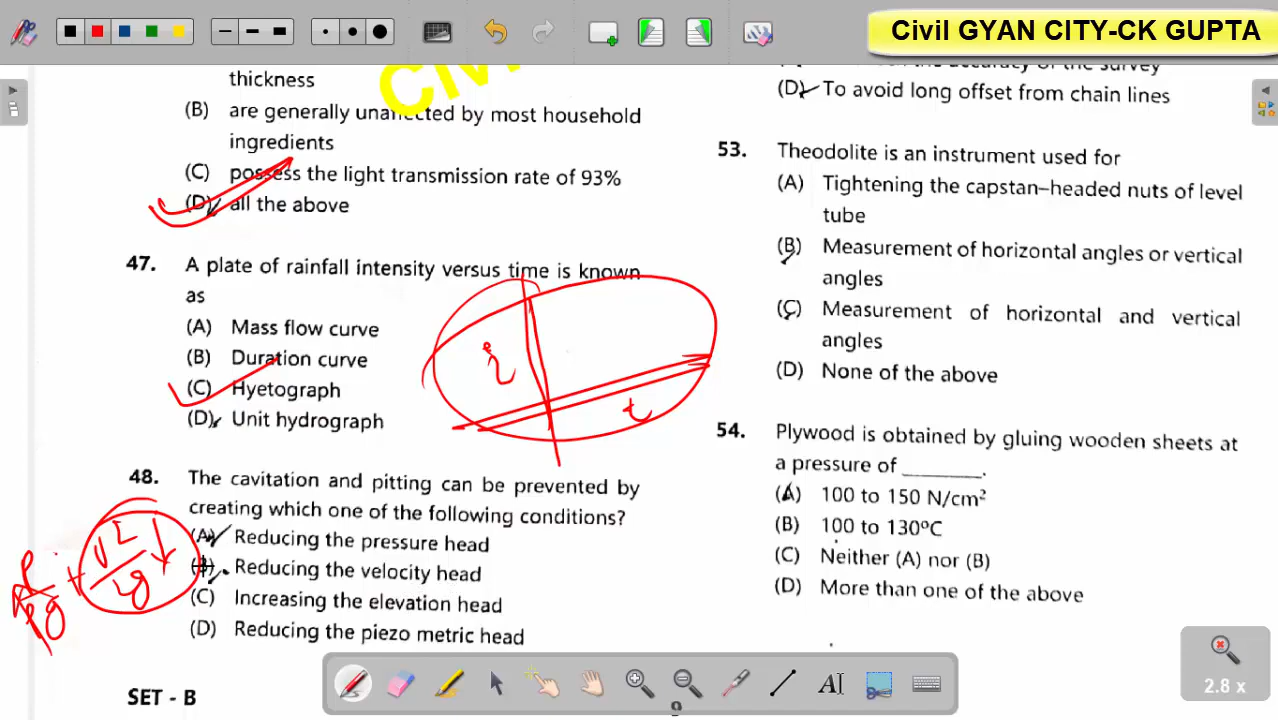 Civil GYAN CITY-CK GUPTA
thickness
(B) are generally unaffected by most household
ingredients
(C) possess the light transmission rate of 93%
(D) all the above
47. A plate of rainfall intensity versus time is known
as
(A) Mass flow curve
(B) Duration curve
(C) Hyetograph
(D) Unit hydrograph
i
t
48. The cavitation and pitting can be prevented by
creating which one of the following conditions?
(A) Reducing the pressure head
(B) Reducing the velocity head
(C) Increasing the elevation head
(D) Reducing the piezo metric head
SET - B
the accuracy of the survey
(D) To avoid long offset from chain lines
53. Theodolite is an instrument used for
(A) Tightening the capstan–headed nuts of level
tube
(B) Measurement of horizontal angles or vertical
angles
(C) Measurement of horizontal and vertical
angles
(D) None of the above
54. Plywood is obtained by gluing wooden sheets at
a pressure of ________.
(A) 100 to 150 N/cm²
(B) 100 to 130ºC
(C) Neither (A) nor (B)
(D) More than one of the above
AI
2.8 x